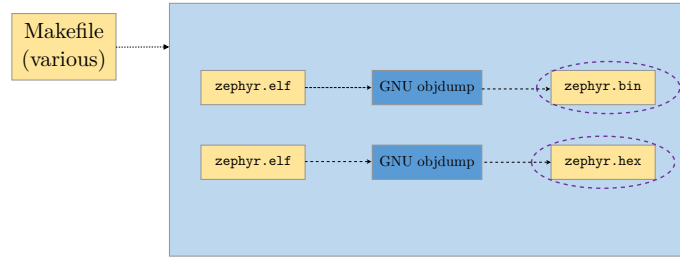 Makefile
(various)
zephyr.elf GNU objdump zephyr.bin
zephyr.elf GNU objdump zephyr.hex